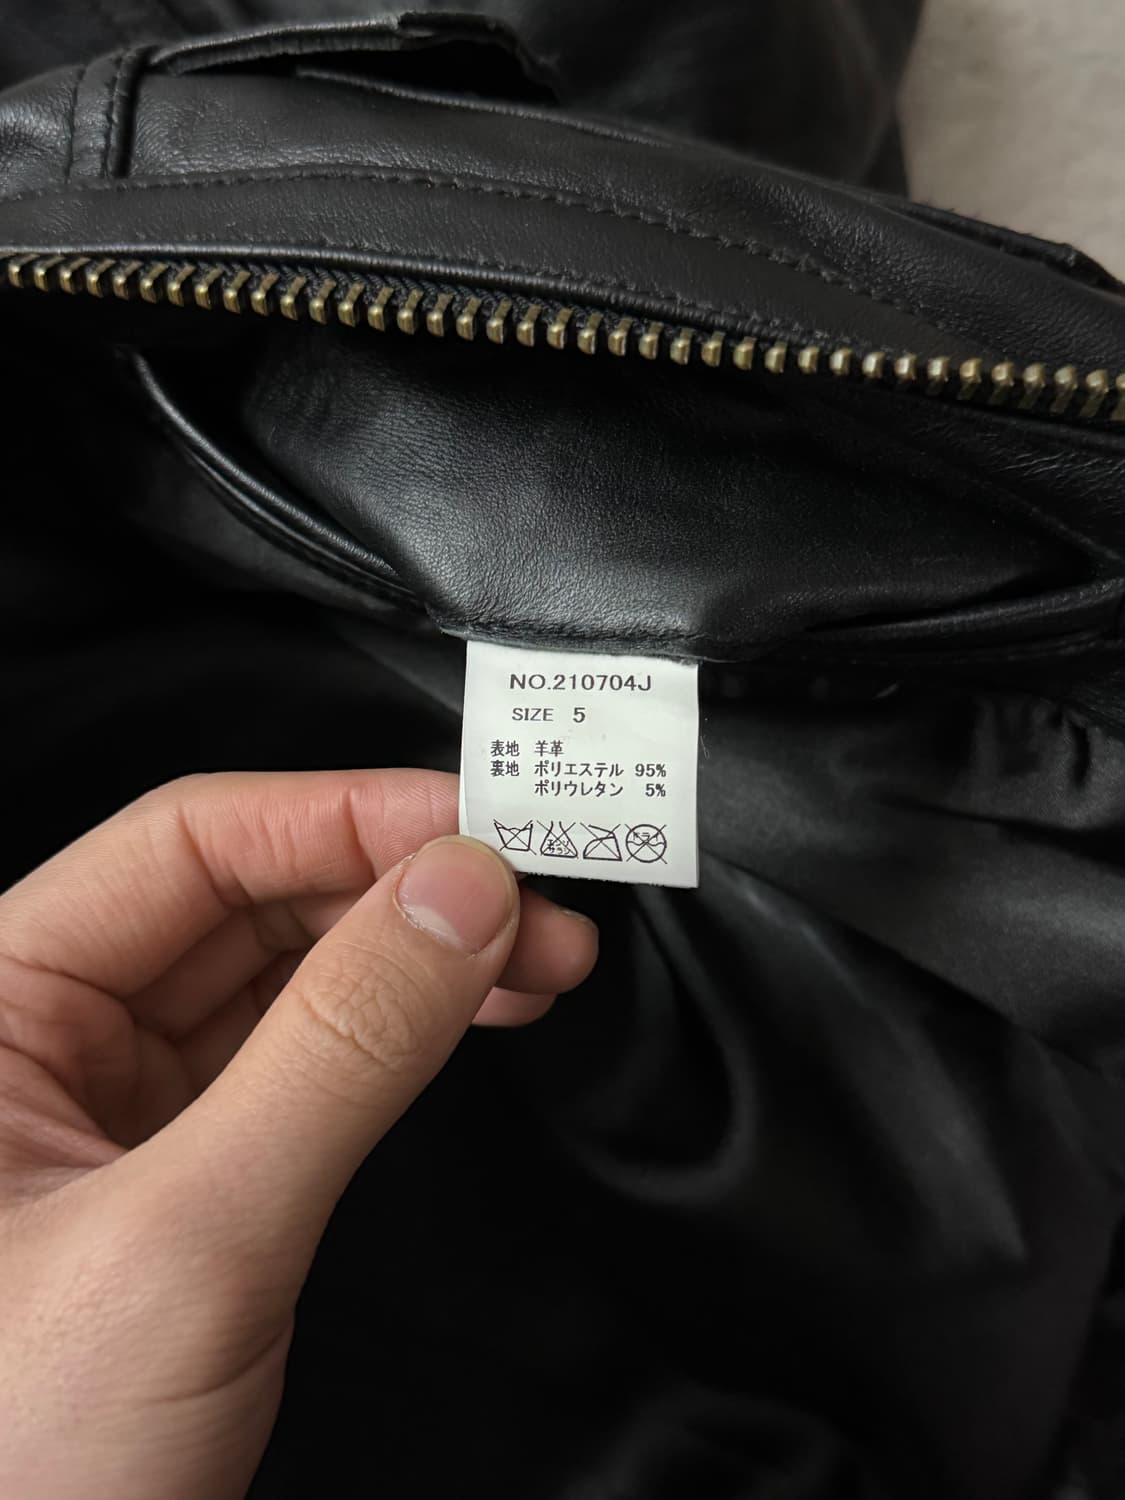 NO.210704J
SIZE 5
表地 羊革
裏地 ポリエステル 95%
ポリウレタン 5%